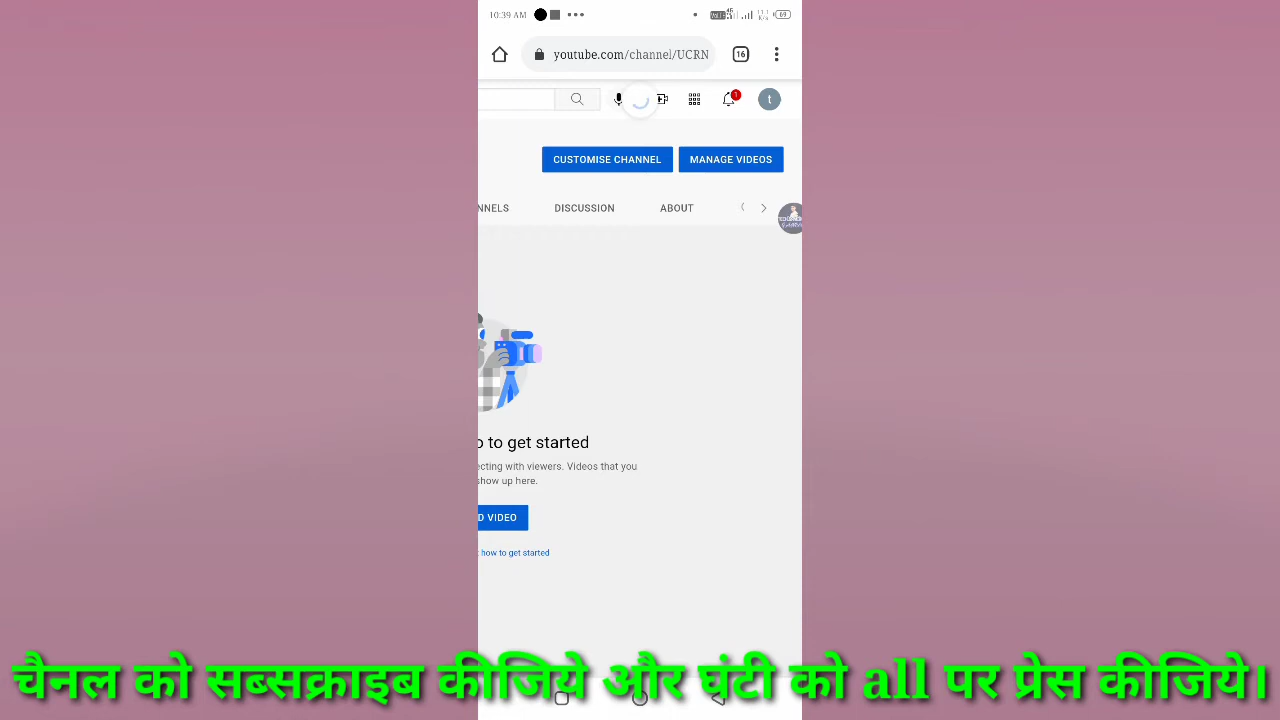 10:39 AM
69
youtube.com/channel/UCRN
16
1
t
CUSTOMISE CHANNEL
MANAGE VIDEOS
NNELS
DISCUSSION
ABOUT
o to get started
ecting with viewers. Videos that you
show up here.
D VIDEO
how to get started
चैनल को सब्सक्राइब कीजिये और घंटी को all पर प्रेस कीजिये।